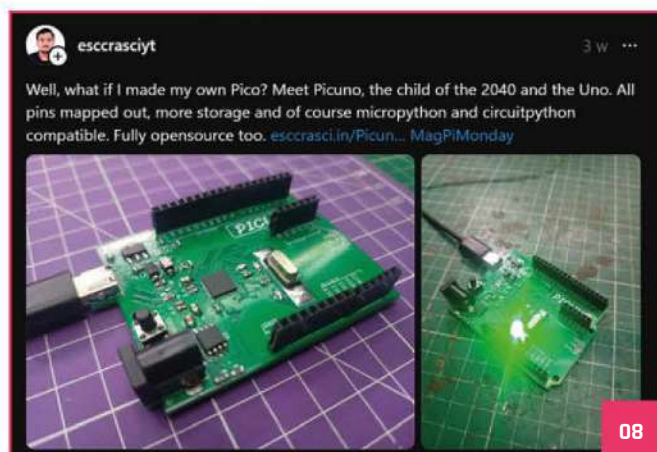 esccrasciyt
3 w ...
Well, what if I made my own Pico? Meet Picuno, the child of the 2040 and the Uno. All
pins mapped out, more storage and of course micropython and circuitpython
compatible. Fully opensource too. esccrasci.in/Picun... MagPiMonday
08